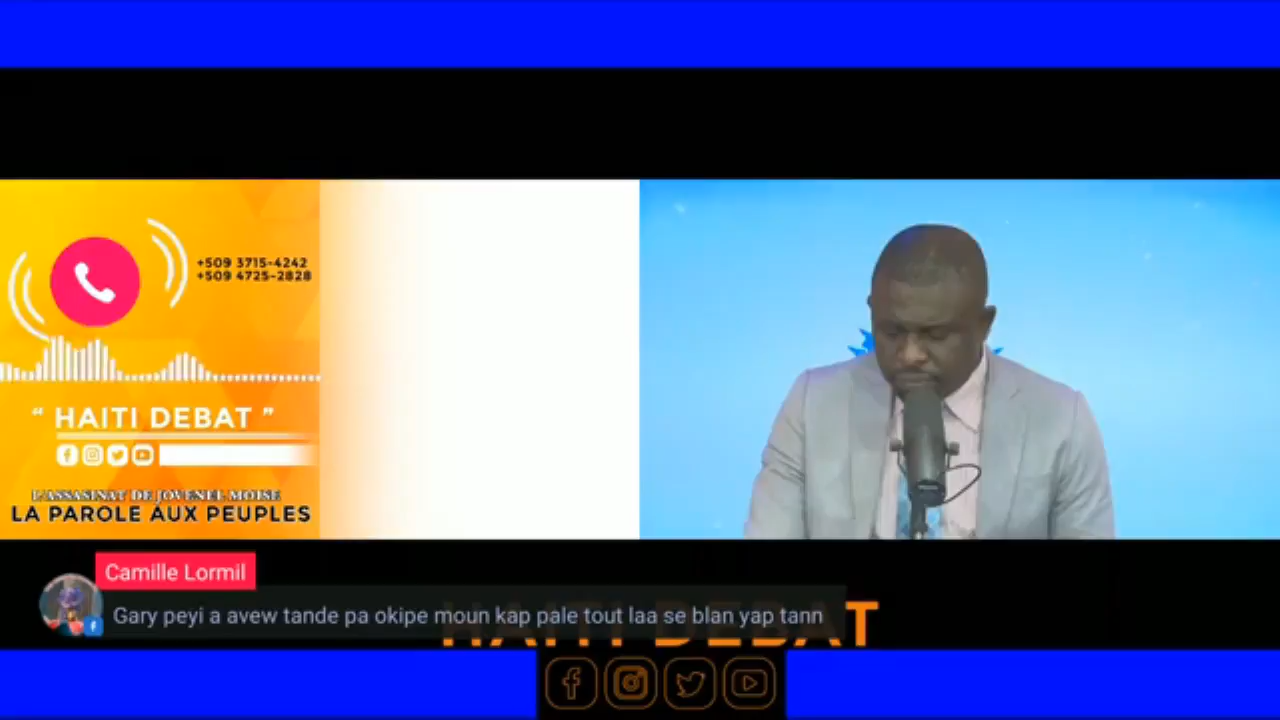 +509 3715-4242
+509 4725-2828
“ HAITI DEBAT ”
L'ASSASINAT DE JOVENEL MOISE
LA PAROLE AUX PEUPLES
Camille Lormil
Gary peyi a avew tande pa okipe moun kap pale tout laa se blan yap tann
HAITI DEBAT